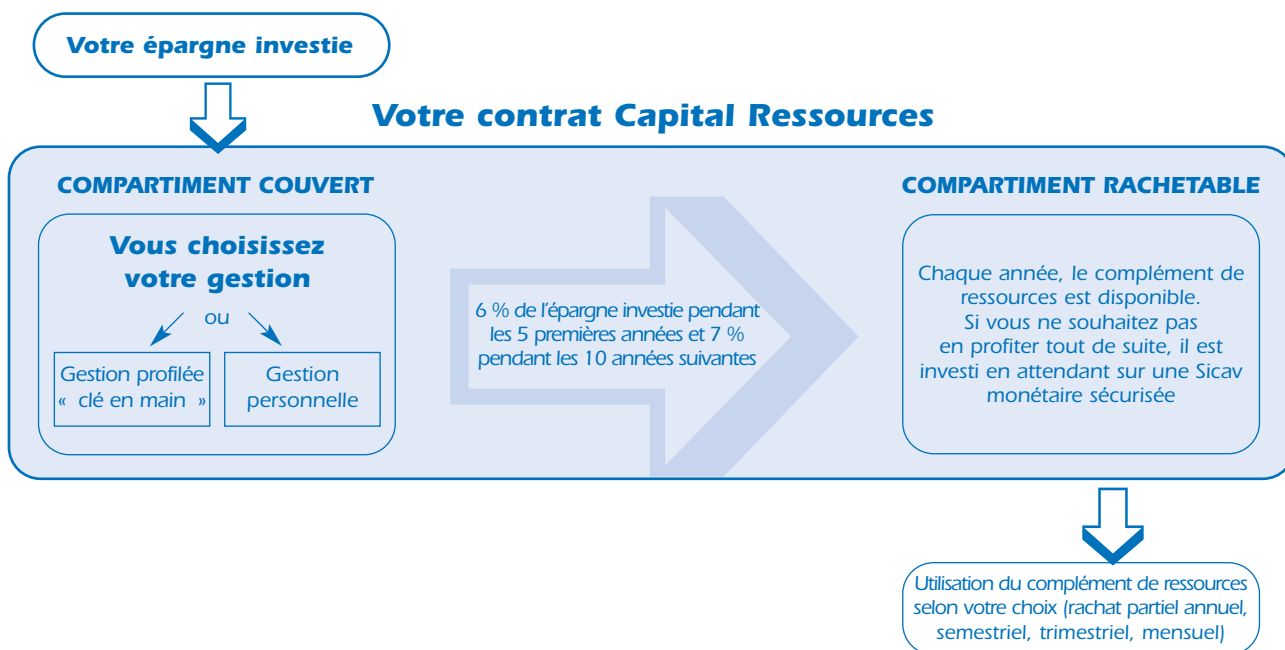 Votre épargne investie
Votre contrat Capital Ressources
COMPARTIMENT COUVERT
Vous choisissez
votre gestion
ou
Gestion profilée
« clé en main »
Gestion
personnelle
6 % de l'épargne investie pendant
les 5 premières années et 7 %
pendant les 10 années suivantes
COMPARTIMENT RACHETABLE
Chaque année, le complément de
ressources est disponible.
Si vous ne souhaitez pas
en profiter tout de suite, il est
investi en attendant sur une Sicav
monétaire sécurisée
Utilisation du complément de ressources
selon votre choix (rachat partiel annuel,
semestriel, trimestriel, mensuel)